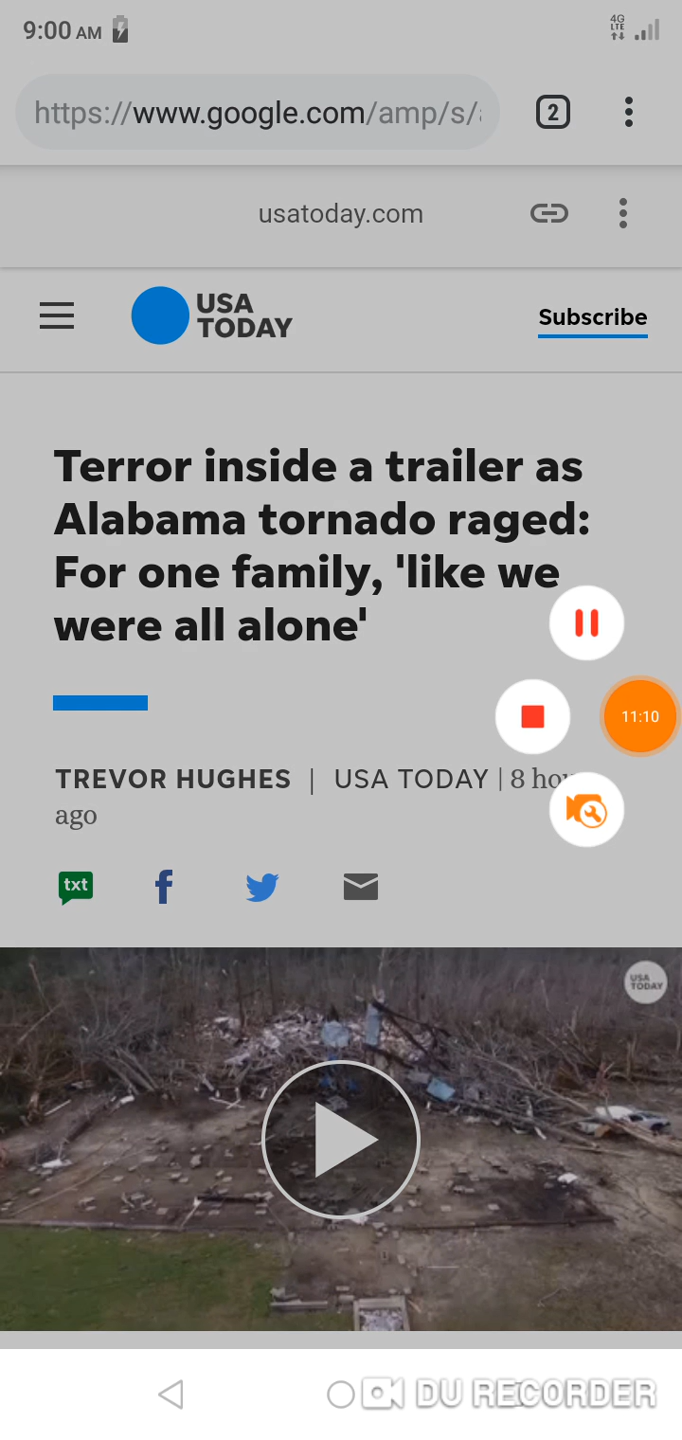 9:00 AM
4G
LTE
https://www.google.com/amp/s/
2
usatoday.com
USA
TODAY
Subscribe
Terror inside a trailer as
Alabama tornado raged:
For one family, 'like we
were all alone'
11:10
TREVOR HUGHES | USA TODAY | 8
ago
txt
USA
TODAY
DU RECORDER